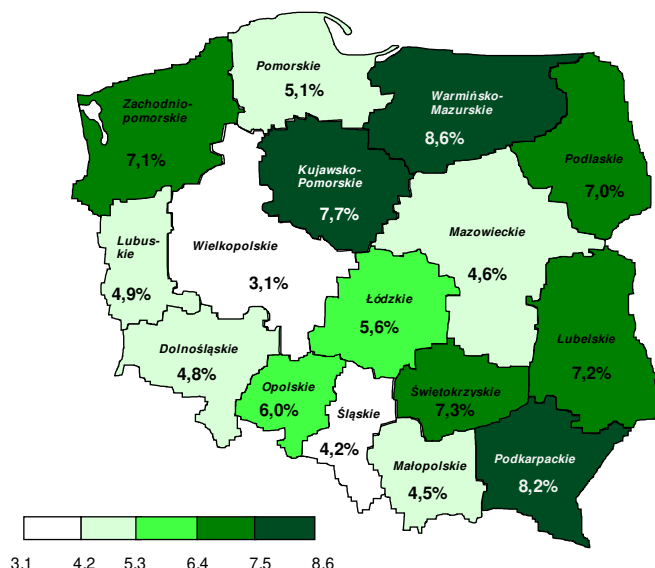 Pomorskie
5,1%
Warmińsko-
Mazurskie
8,6%
Zachodnio-
pomorskie
7,1%
Podlaskie
7,0%
Kujawsko-
Pomorskie
7,7%
Mazowieckie
4,6%
Lubus-
kie
4,9%
Wielkopolskie
3,1%
Łódzkie
5,6%
Lubelskie
7,2%
Dolnośląskie
4,8%
Opolskie
6,0%
Śląskie
4,2%
Świętokrzyskie
7,3%
Małopolskie
4,5%
Podkarpackie
8,2%
3.1 4.2 5.3 6.4 7.5 8.6